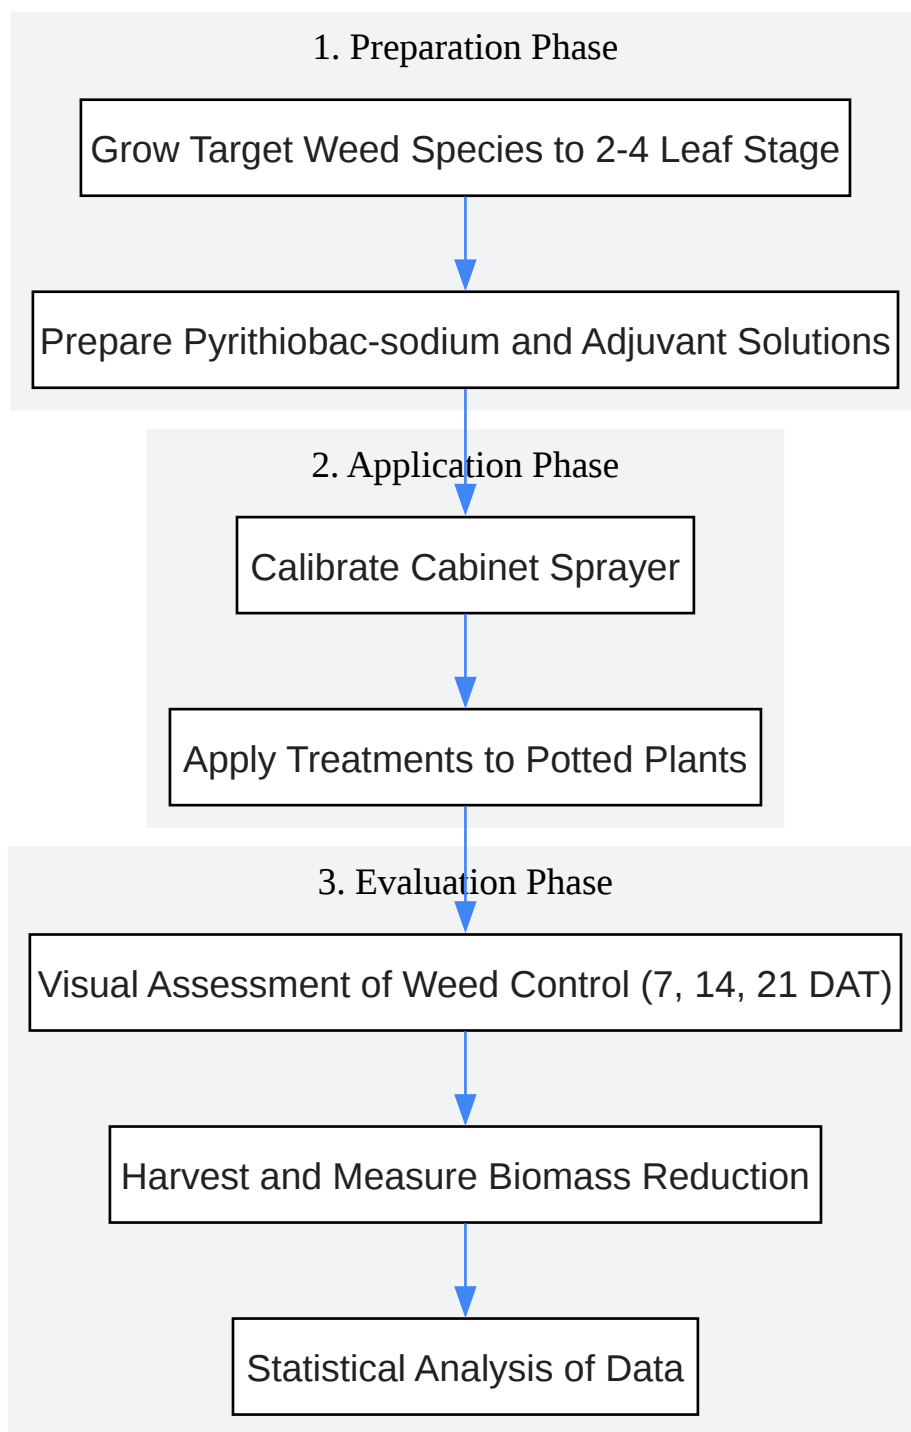 1. Preparation Phase
Grow Target Weed Species to 2-4 Leaf Stage
Prepare Pyrithiobac-sodium and Adjuvant Solutions
2. Application Phase
Calibrate Cabinet Sprayer
Apply Treatments to Potted Plants
3. Evaluation Phase
Visual Assessment of Weed Control (7, 14, 21 DAT)
Harvest and Measure Biomass Reduction
Statistical Analysis of Data